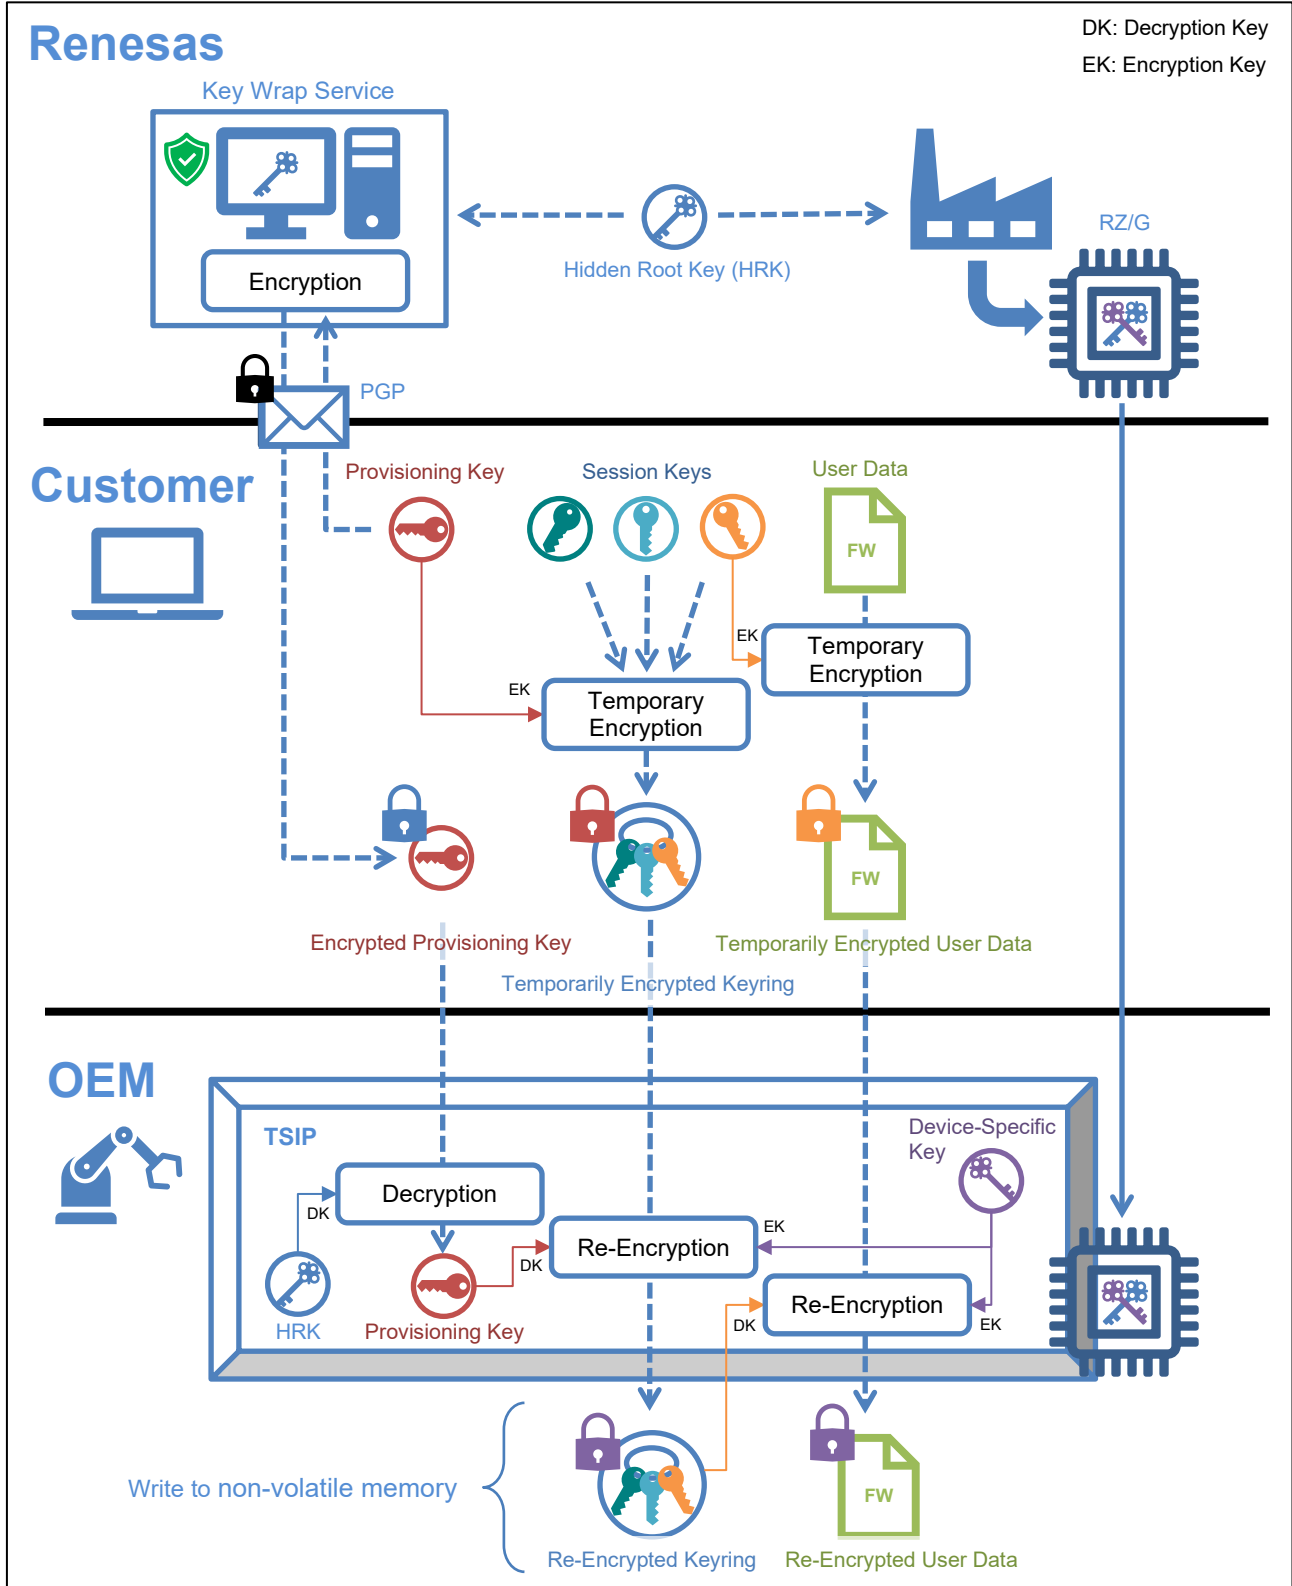 Renesas
DK: Decryption Key
EK: Encryption Key
Key Wrap Service
Encryption
Hidden Root Key (HRK)
RZ/G
PGP
Customer
Provisioning Key
Session Keys
User Data
FW
EK
Temporary
Encryption
EK
Temporary
Encryption
FW
Encrypted Provisioning Key
Temporarily Encrypted User Data
Temporarily Encrypted Keyring
OEM
TSIP
Device-Specific
Key
Decryption
DK
EK
Re-Encryption
DK
Re-Encryption
DK
EK
HRK
Provisioning Key
Write to non-volatile memory
FW
Re-Encrypted Keyring
Re-Encrypted User Data